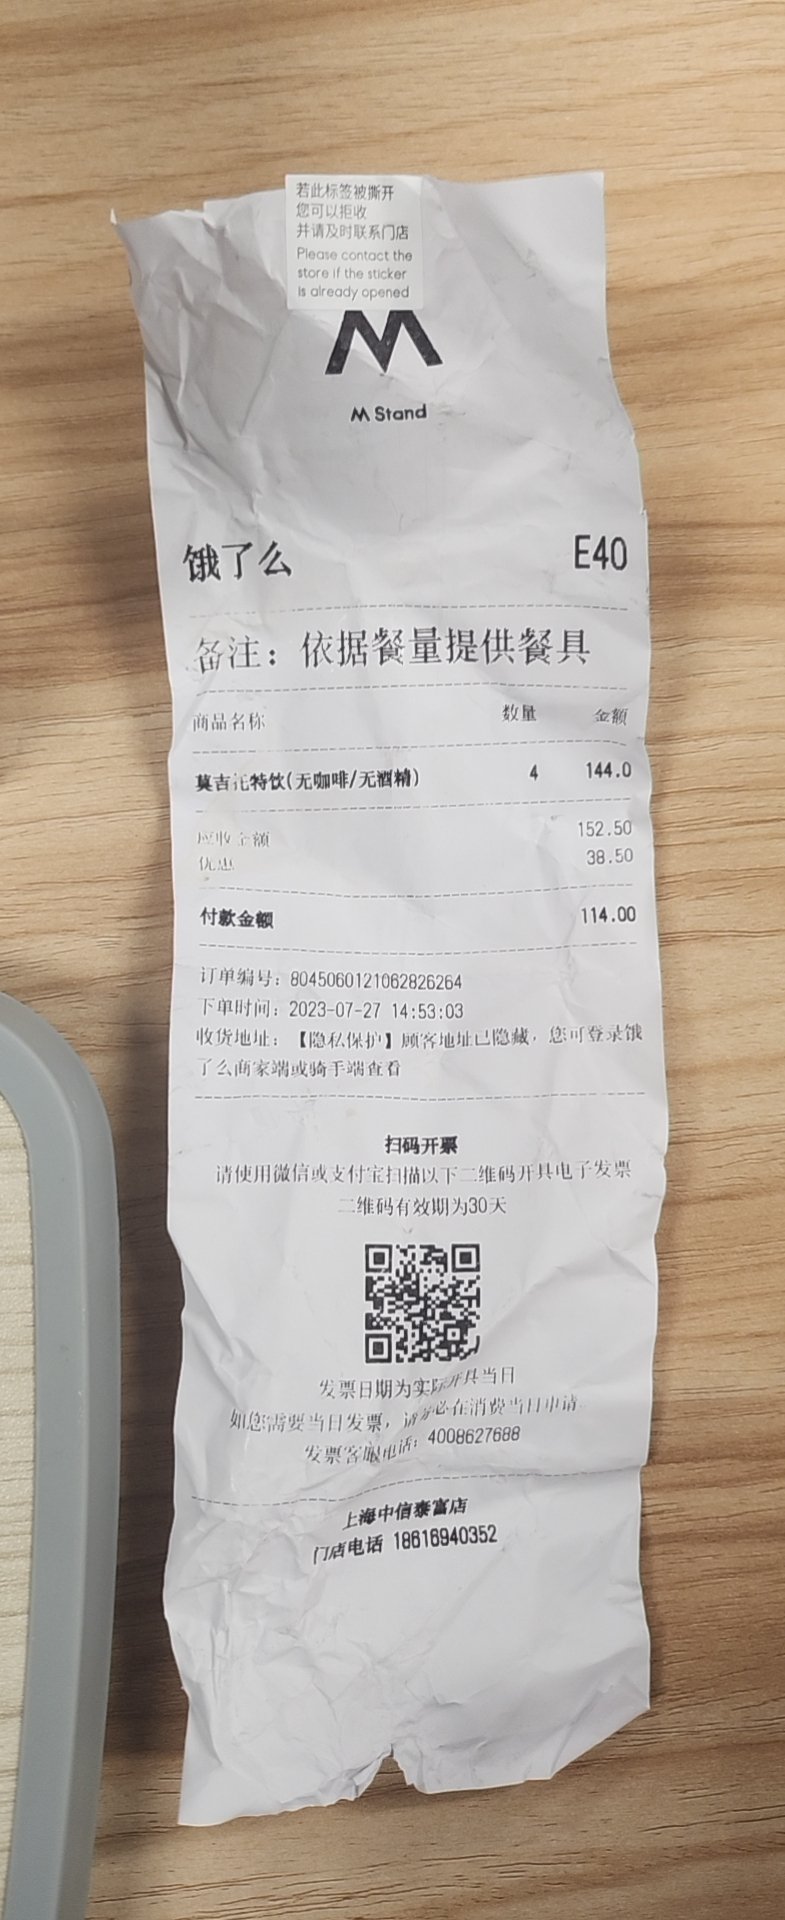 若此标签被撕开
您可以拒收
并请及时联系门店
Please contact the
store if the sticker
is already opened
M Stand
饿了么 E40
备注：依据餐量提供餐具
商品名称 数量 金额
莫吉托特饮(无咖啡/无酒精) 4 144.0
应收金额 152.50
优惠 38.50
付款金额 114.00
订单编号：8045060121062826264
下单时间：2023-07-27 14:53:03
收货地址：【隐私保护】顾客地址已隐藏，您可登录饿
了么商家端或骑手端查看
扫码开票
请使用微信或支付宝扫描以下二维码开具电子发票
二维码有效期为30天
发票日期为实际开具当日
如您需要当日发票，请务必在消费当日申请
发票客服电话：4008627688
上海中信泰富店
门店电话 18616940352